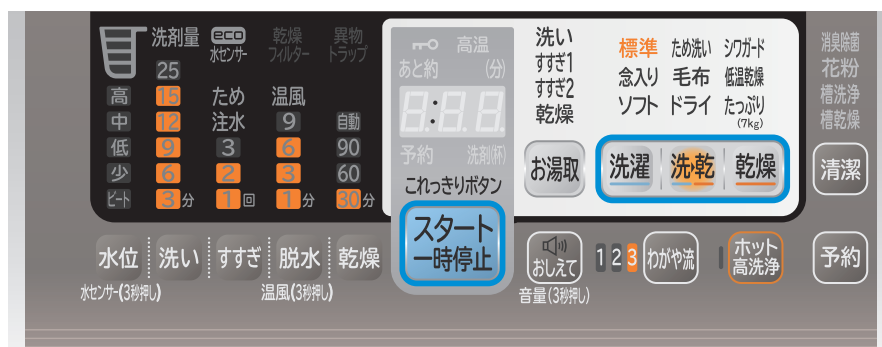 洗剤量
eco
水センサー
乾燥
フィルター
異物
トラップ
25
高 15 ため 温風
中 12 注水 9 自動
低 9 3 6 90
少 6 2 3 60
ビート 3分 1回 1分 30分
高温
あと約 (分)
8:8.8.
予約 洗剤(杯)
これっきりボタン
スタート
一時停止
洗い
すすぎ1
すすぎ2
乾燥
標準 ため洗い シワガード
念入り 毛布 低温乾燥
ソフト ドライ たっぷり
(7kg)
お湯取
洗濯 洗・乾 乾燥
消臭除菌
花粉
槽洗浄
槽乾燥
清潔
水位 洗い すすぎ 脱水 乾燥
水センサー(3秒押し)
温風(3秒押し)
おしえて
音量(3秒押し)
1 2 3 わがや流
ホット
高洗浄
予約